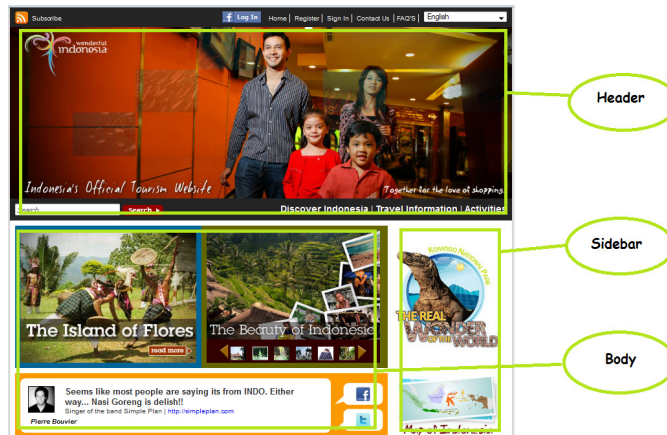 Subscribe
Log In Home | Register | Sign In | Contact Us | FAQ'S | English
wonderful
indonesia
Header
Indonesia's Official Tourism Website
Together for the love of shopping
Search Search
Discover Indonesia | Travel Information | Activities
Sidebar
KOMODO NATIONAL PARK
THE REAL
WONDER
OF THE WORLD
The Island of Flores
read more
The Beauty of Indonesia
Body
Seems like most people are saying its from INDO. Either
way... Nasi Goreng is delish!!
Singer of the band Simple Plan | http://simpleplan.com
Pierre Bouvier
Map of Indonesia